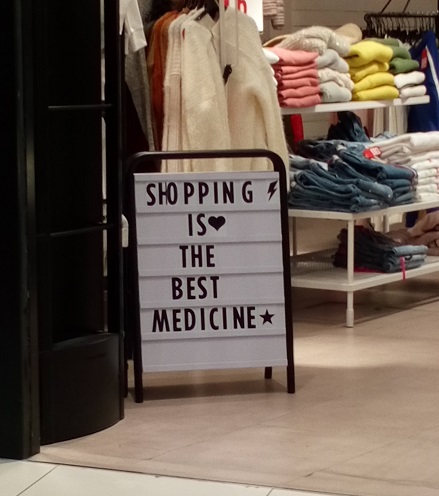 SHOPPING
IS
THE
BEST
MEDICINE